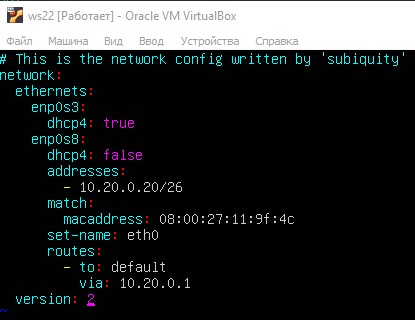 ws22 [Работает] - Oracle VM VirtualBox
Файл Машина Вид Ввод Устройства Справка
# This is the network config written by 'subiquity'
network:
  ethernets:
    enp0s3:
      dhcp4: true
    enp0s8:
      dhcp4: false
      addresses:
        - 10.20.0.20/26
      match:
        macaddress: 08:00:27:11:9f:4c
      set-name: eth0
      routes:
        - to: default
          via: 10.20.0.1
  version: 2
~